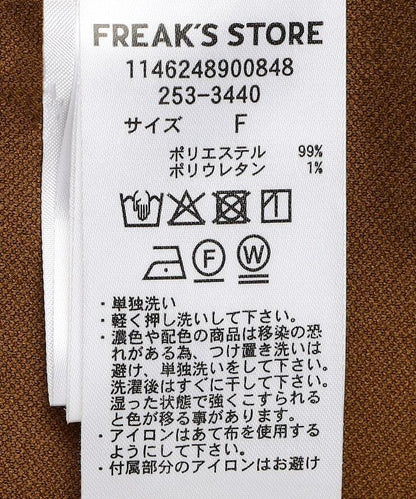 FREAK'S STORE
1146248900848
253-3440
サイズ F
ポリエステル 99%
ポリウレタン 1%
F W
・単独洗い
・軽く押し洗いして下さい。
・濃色や配色の商品は移染の恐
れがある為、つけ置き洗いは
避け、単独洗いをして下さい。
洗濯後はすぐに干して下さい。
湿った状態で強くこすられる
と色が移る事があります。
・アイロンはあて布を使用する
ようにして下さい。
・付属部分のアイロンはお避け